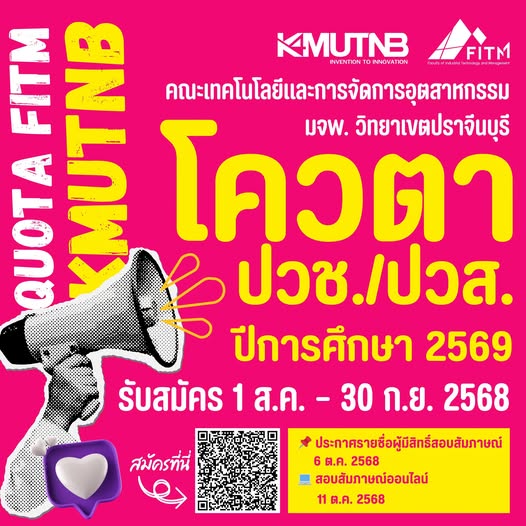 QUOTA FITM
KMUTNB
KMUTNB
INVENTION TO INNOVATION
FITM
Faculty of Industrial Technology and Management
คณะเทคโนโลยีและการจัดการอุตสาหกรรม
มจพ. วิทยาเขตปราจีนบุรี
โควตา
ปวช./ปวส.
ปีการศึกษา 2569
รับสมัคร 1 ส.ค. - 30 ก.ย. 2568
สมัครที่นี่
ประกาศรายชื่อผู้มีสิทธิ์สอบสัมภาษณ์
6 ต.ค. 2568
สอบสัมภาษณ์ออนไลน์
11 ต.ค. 2568